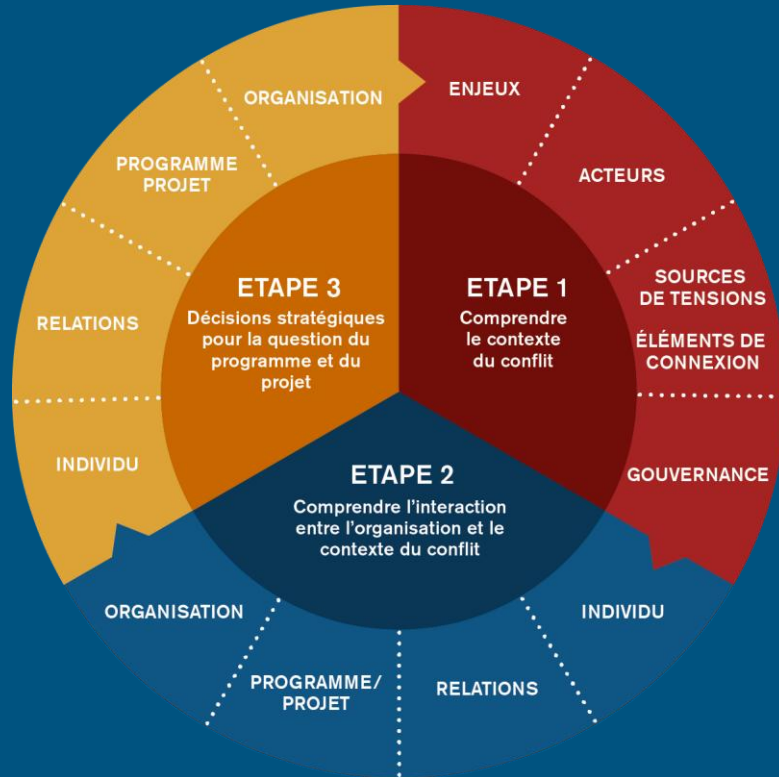 ETAPE 1
Comprendre
le contexte
du conflit
ENJEUX
ACTEURS
SOURCES
DE TENSIONS
ÉLÉMENTS DE
CONNEXION
GOUVERNANCE
ETAPE 2
Comprendre l’interaction
entre l’organisation et le
contexte du conflit
INDIVIDU
RELATIONS
PROGRAMME/
PROJET
ORGANISATION
ETAPE 3
Décisions stratégiques
pour la question du
programme et du
projet
INDIVIDU
RELATIONS
PROGRAMME
PROJET
ORGANISATION